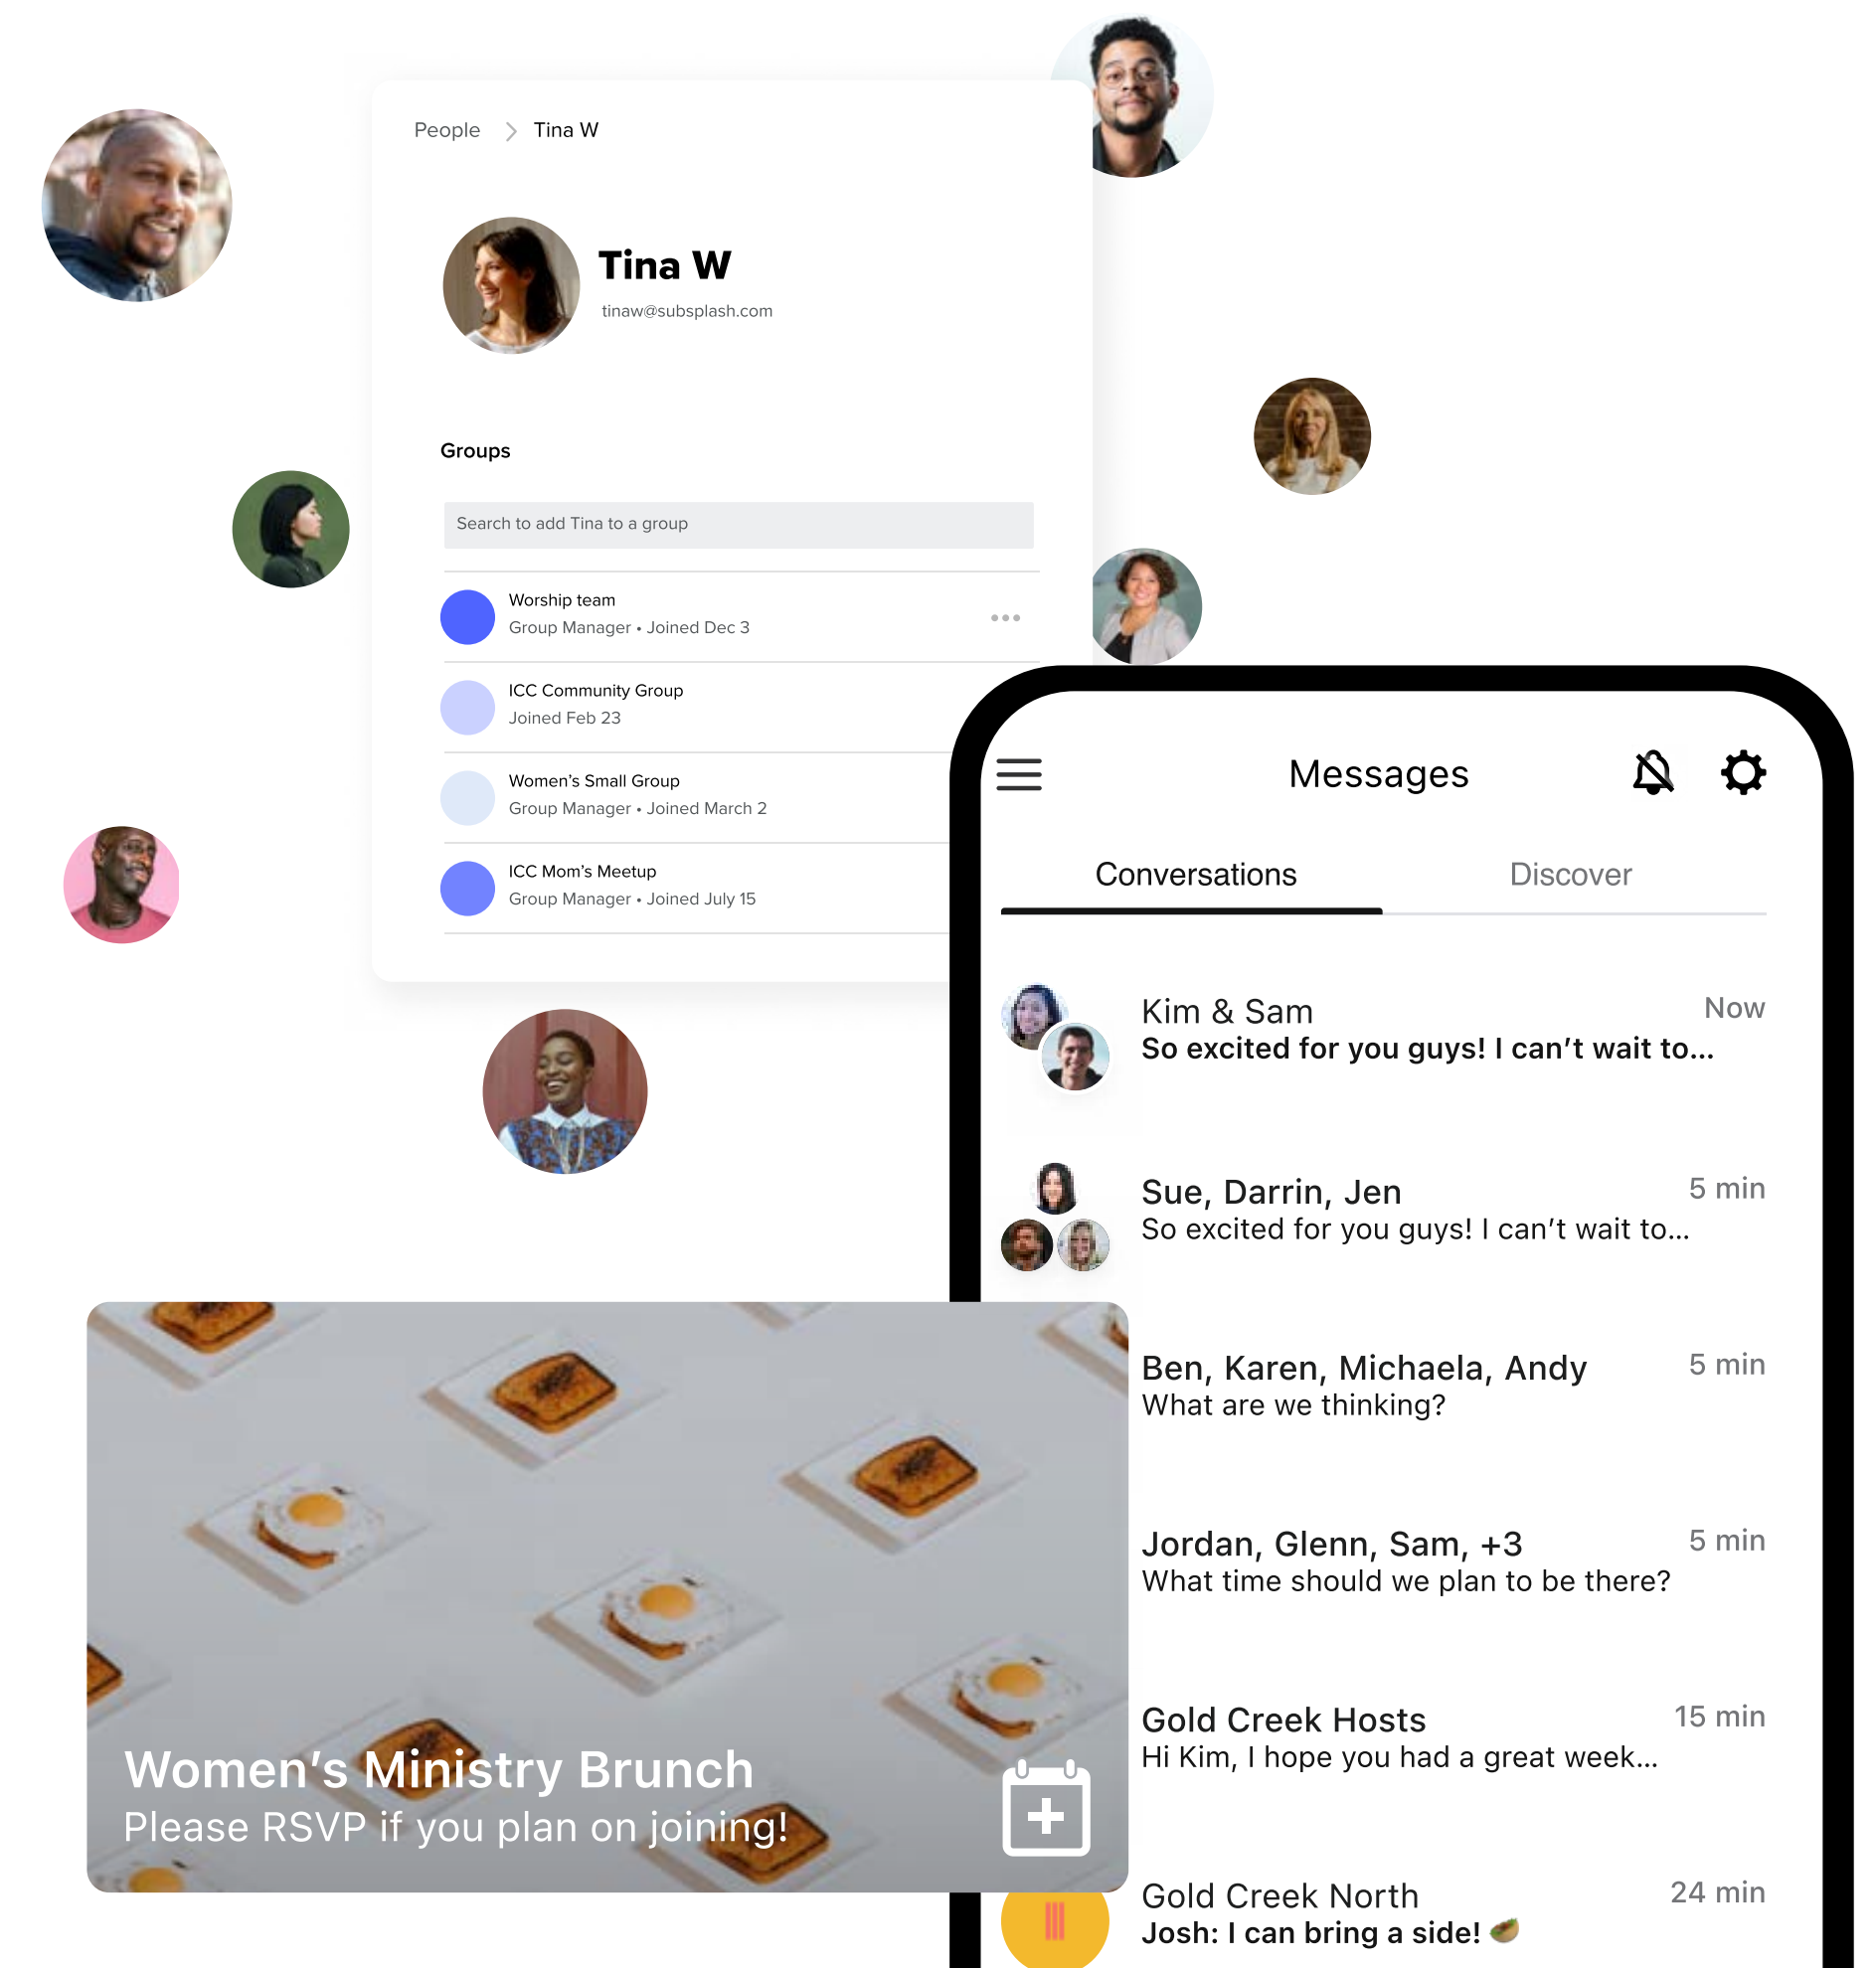 People > Tina W
Tina W
tinaw@subsplash.com
Groups
Search to add Tina to a group
Worship team
Group Manager • Joined Dec 3
ICC Community Group
Joined Feb 23
Women’s Small Group
Group Manager • Joined March 2
ICC Mom’s Meetup
Group Manager • Joined July 15
Messages
Conversations Discover
Kim & Sam Now
So excited for you guys! I can’t wait to...
Sue, Darrin, Jen 5 min
So excited for you guys! I can’t wait to...
Ben, Karen, Michaela, Andy 5 min
What are we thinking?
Jordan, Glenn, Sam, +3 5 min
What time should we plan to be there?
Gold Creek Hosts 15 min
Hi Kim, I hope you had a great week...
Gold Creek North 24 min
Josh: I can bring a side! 🥙
Women’s Ministry Brunch
Please RSVP if you plan on joining!